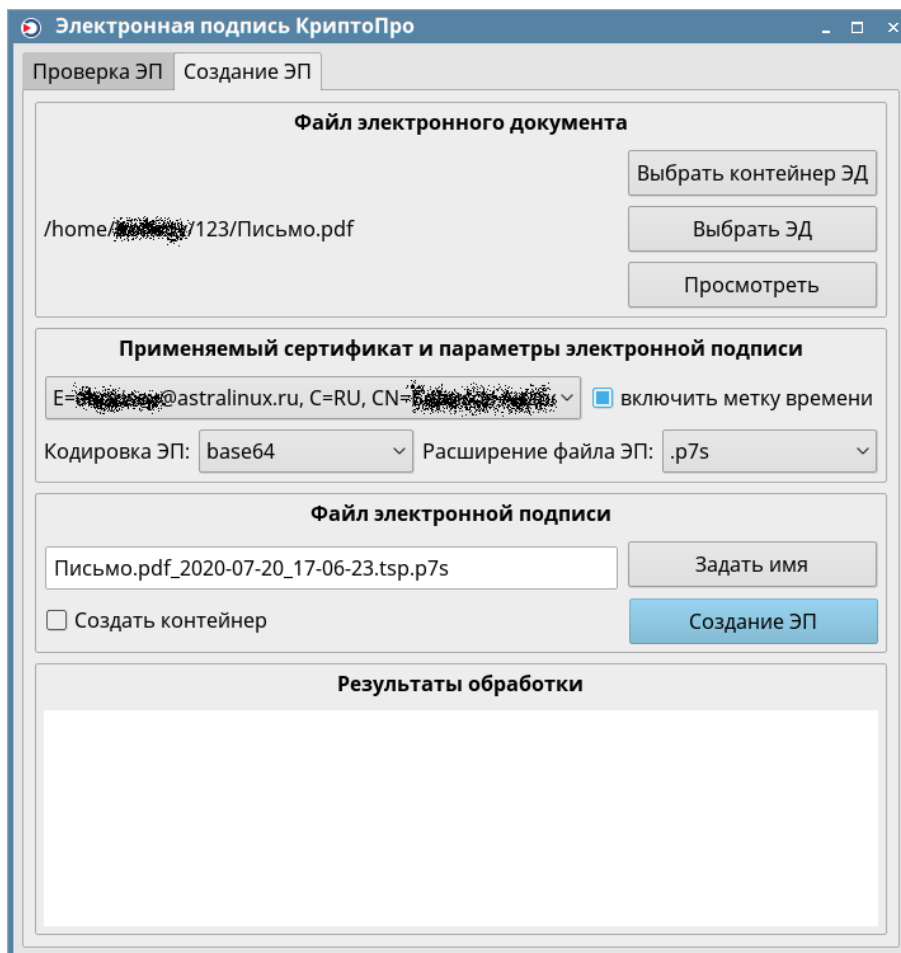 Электронная подпись КриптоПро
Проверка ЭП Создание ЭП
Файл электронного документа
Выбрать контейнер ЭД
/home/ /123/Письмо.pdf
Выбрать ЭД
Просмотреть
Применяемый сертификат и параметры электронной подписи
E= @astralinux.ru, C=RU, CN=
включить метку времени
Кодировка ЭП: base64 Расширение файла ЭП: .p7s
Файл электронной подписи
Письмо.pdf_2020-07-20_17-06-23.tsp.p7s Задать имя
Создать контейнер Создание ЭП
Результаты обработки